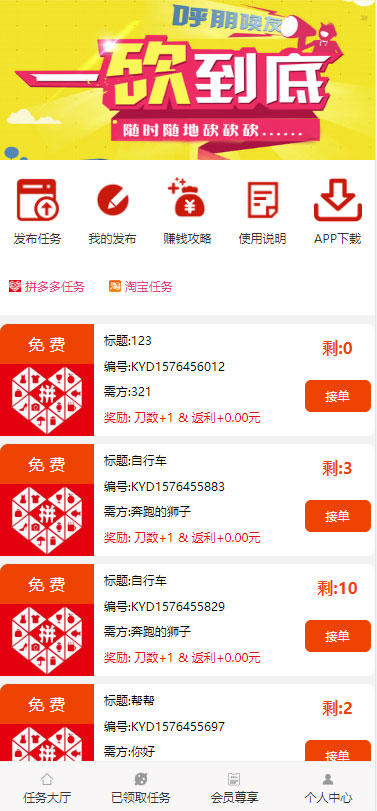 呼朋唤友
一砍到底
随时随地砍砍砍......
发布任务
我的发布
赚钱攻略
使用说明
APP下载
拼多多任务
淘宝任务
免费
拼
标题:123
编号:KYD1576456012
需方:321
奖励: 刀数+1 & 返利+0.00元
剩:0
接单
免费
拼
标题:自行车
编号:KYD1576455883
需方:奔跑的狮子
奖励: 刀数+1 & 返利+0.00元
剩:3
接单
免费
拼
标题:自行车
编号:KYD1576455829
需方:奔跑的狮子
奖励: 刀数+1 & 返利+0.00元
剩:10
接单
免费
标题:帮帮
编号:KYD1576455697
需方:你好
剩:2
接单
任务大厅
已领取任务
会员尊享
个人中心